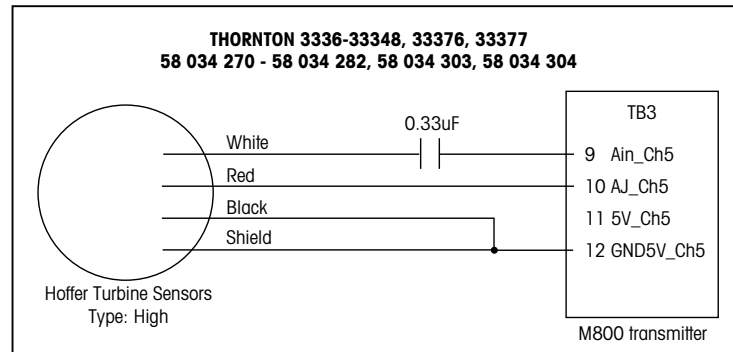 THORNTON 3336-33348, 33376, 33377
58 034 270 - 58 034 282, 58 034 303, 58 034 304
TB3
0.33uF
White
9 Ain_Ch5
Red
10 AJ_Ch5
Black
11 5V_Ch5
Shield
12 GND5V_Ch5
Hoffer Turbine Sensors
Type: High
M800 transmitter